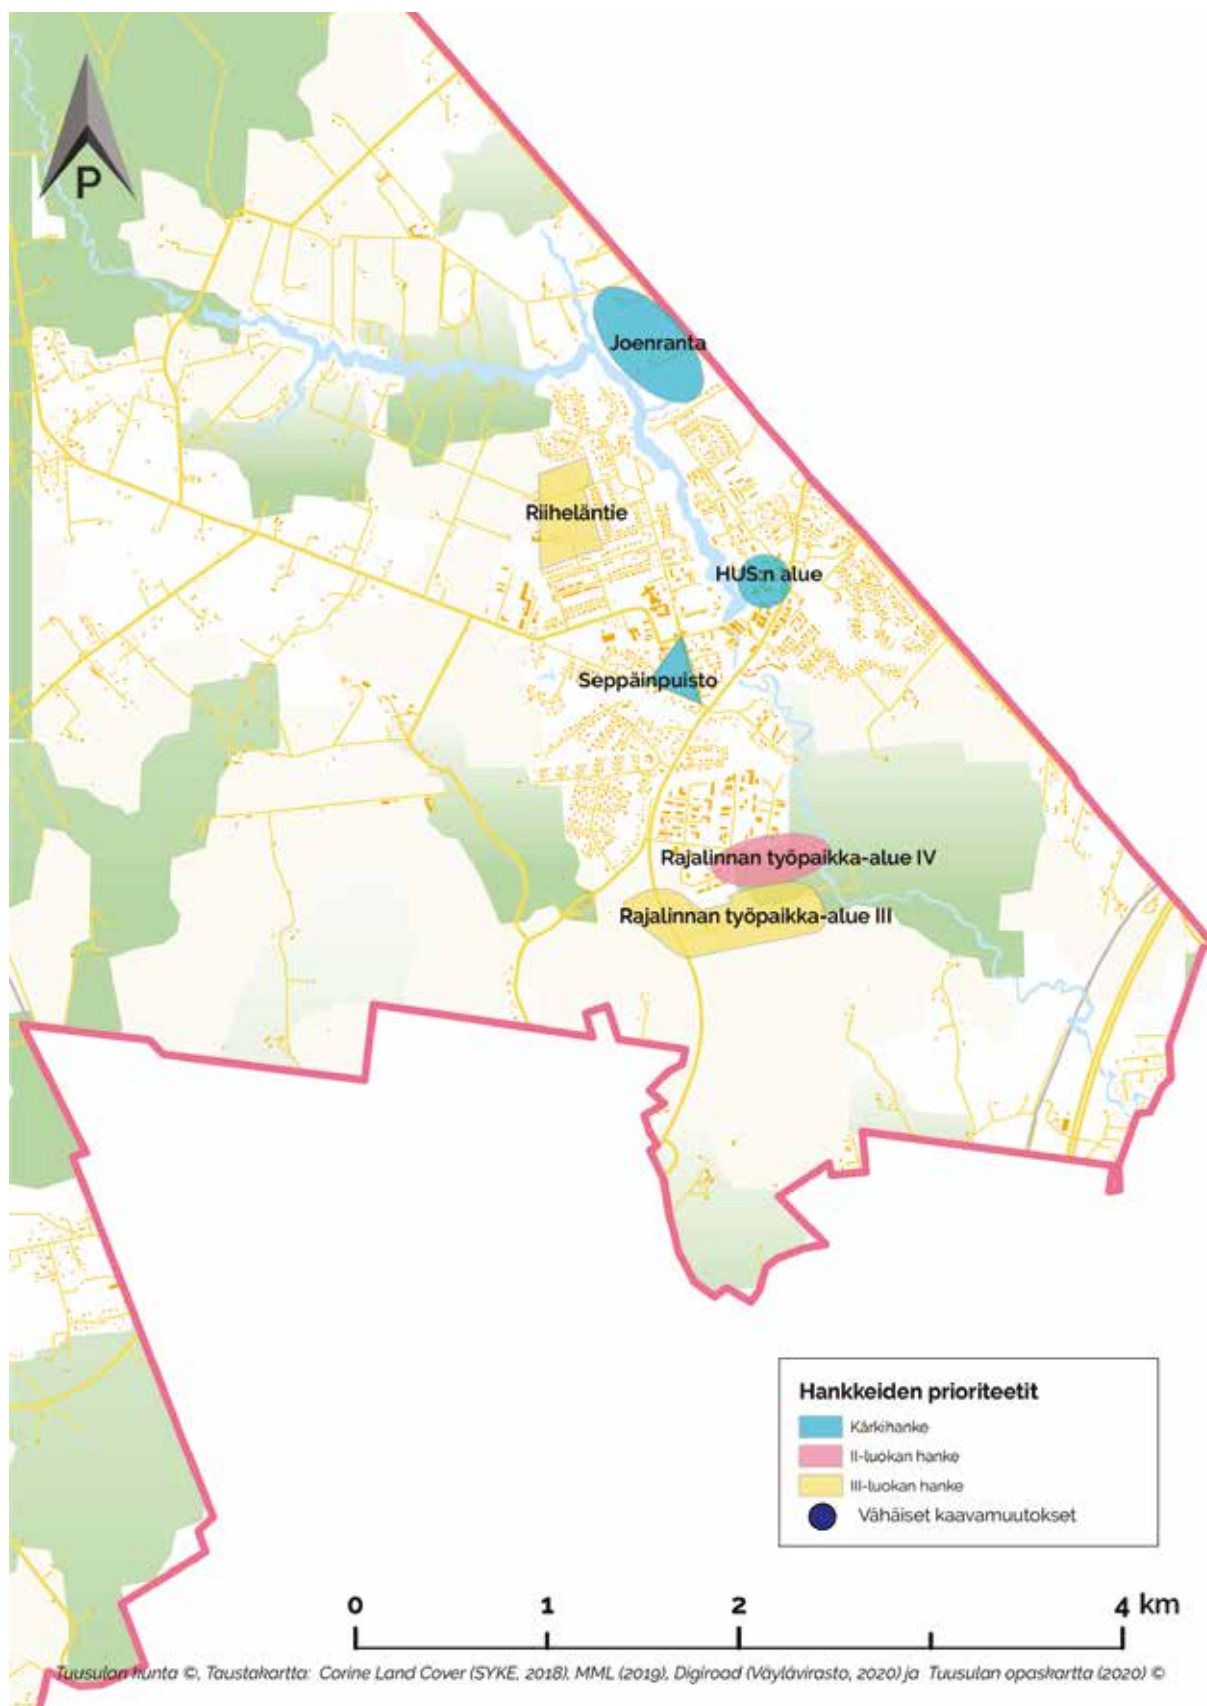 P
Joenranta
Riiheläntie
HUS:n alue
Seppäinpuisto
Rajalinnan työpaikka-alue IV
Rajalinnan työpaikka-alue III
Hankkeiden prioriteetit
Kärkihanke
II-luokan hanke
III-luokan hanke
Vähäiset kaavamuutokset
0 1 2 4 km
Tuusulan kunta ©, Taustakartta: Corine Land Cover (SYKE, 2018), MML (2019), Digiroad (Väylävirasto, 2020) ja Tuusulan opaskartta (2020) ©